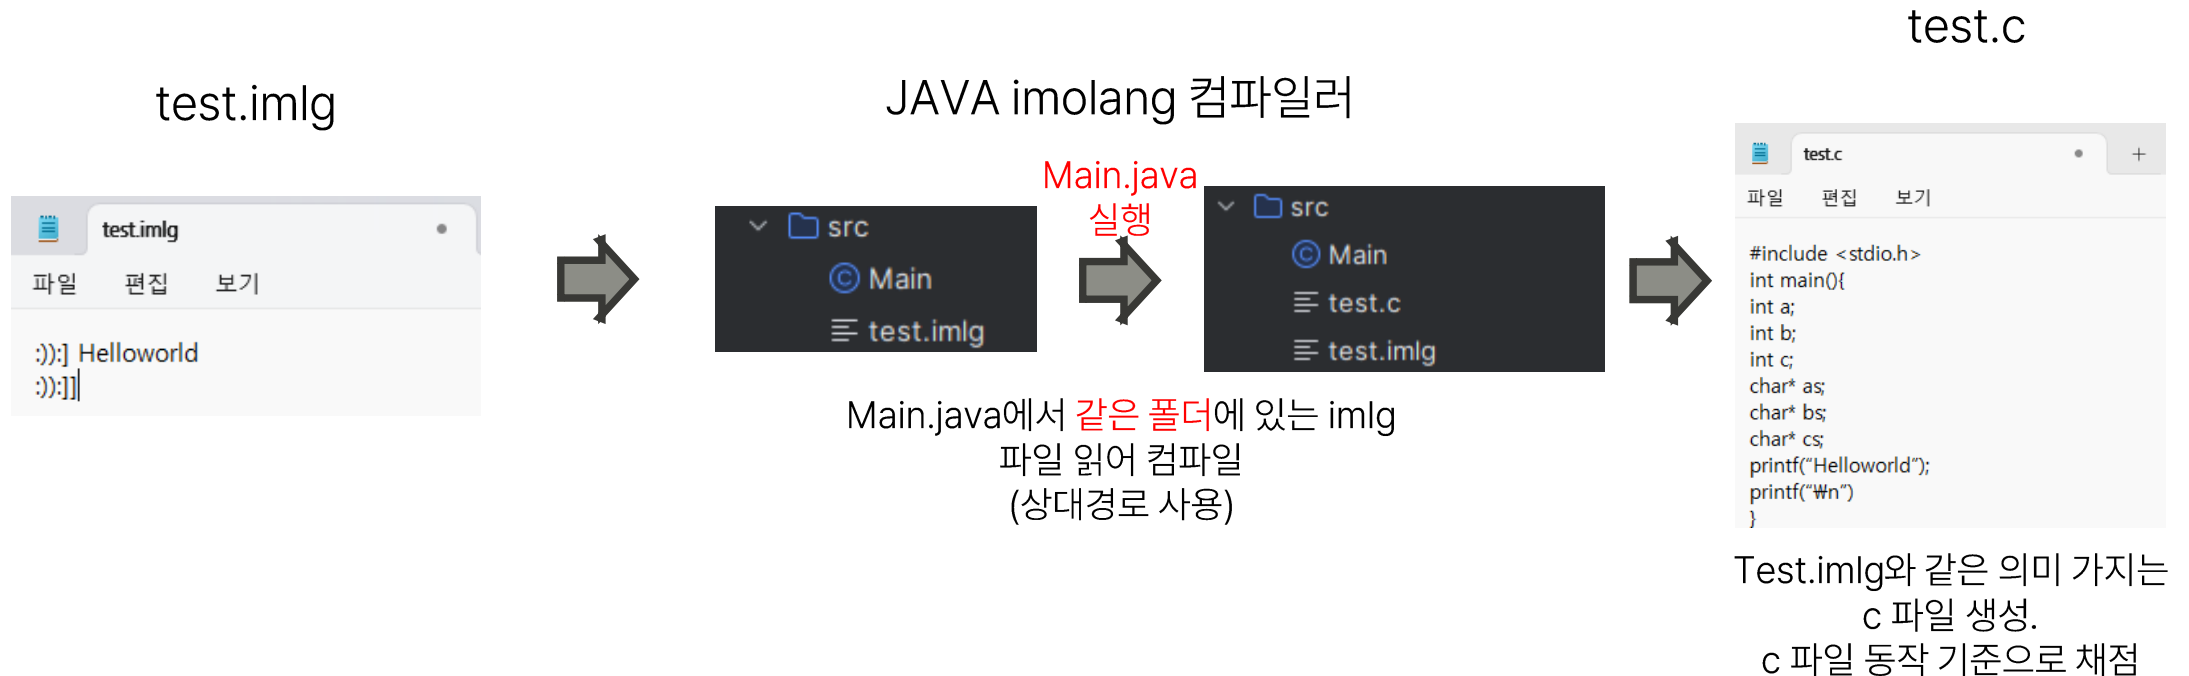 test.imlg
test.imlg
파일 편집 보기
:)):] Helloworld
:)):]]
JAVA imolang 컴파일러
src
Main
test.imlg
Main.java
실행
src
Main
test.c
test.imlg
Main.java에서 같은 폴더에 있는 imlg
파일 읽어 컴파일
(상대경로 사용)
test.c
test.c
파일 편집 보기
#include <stdio.h>
int main(){
int a;
int b;
int c;
char* as;
char* bs;
char* cs;
printf(“Helloworld”);
printf(“₩n”)
}
Test.imlg와 같은 의미 가지는
c 파일 생성.
c 파일 동작 기준으로 채점